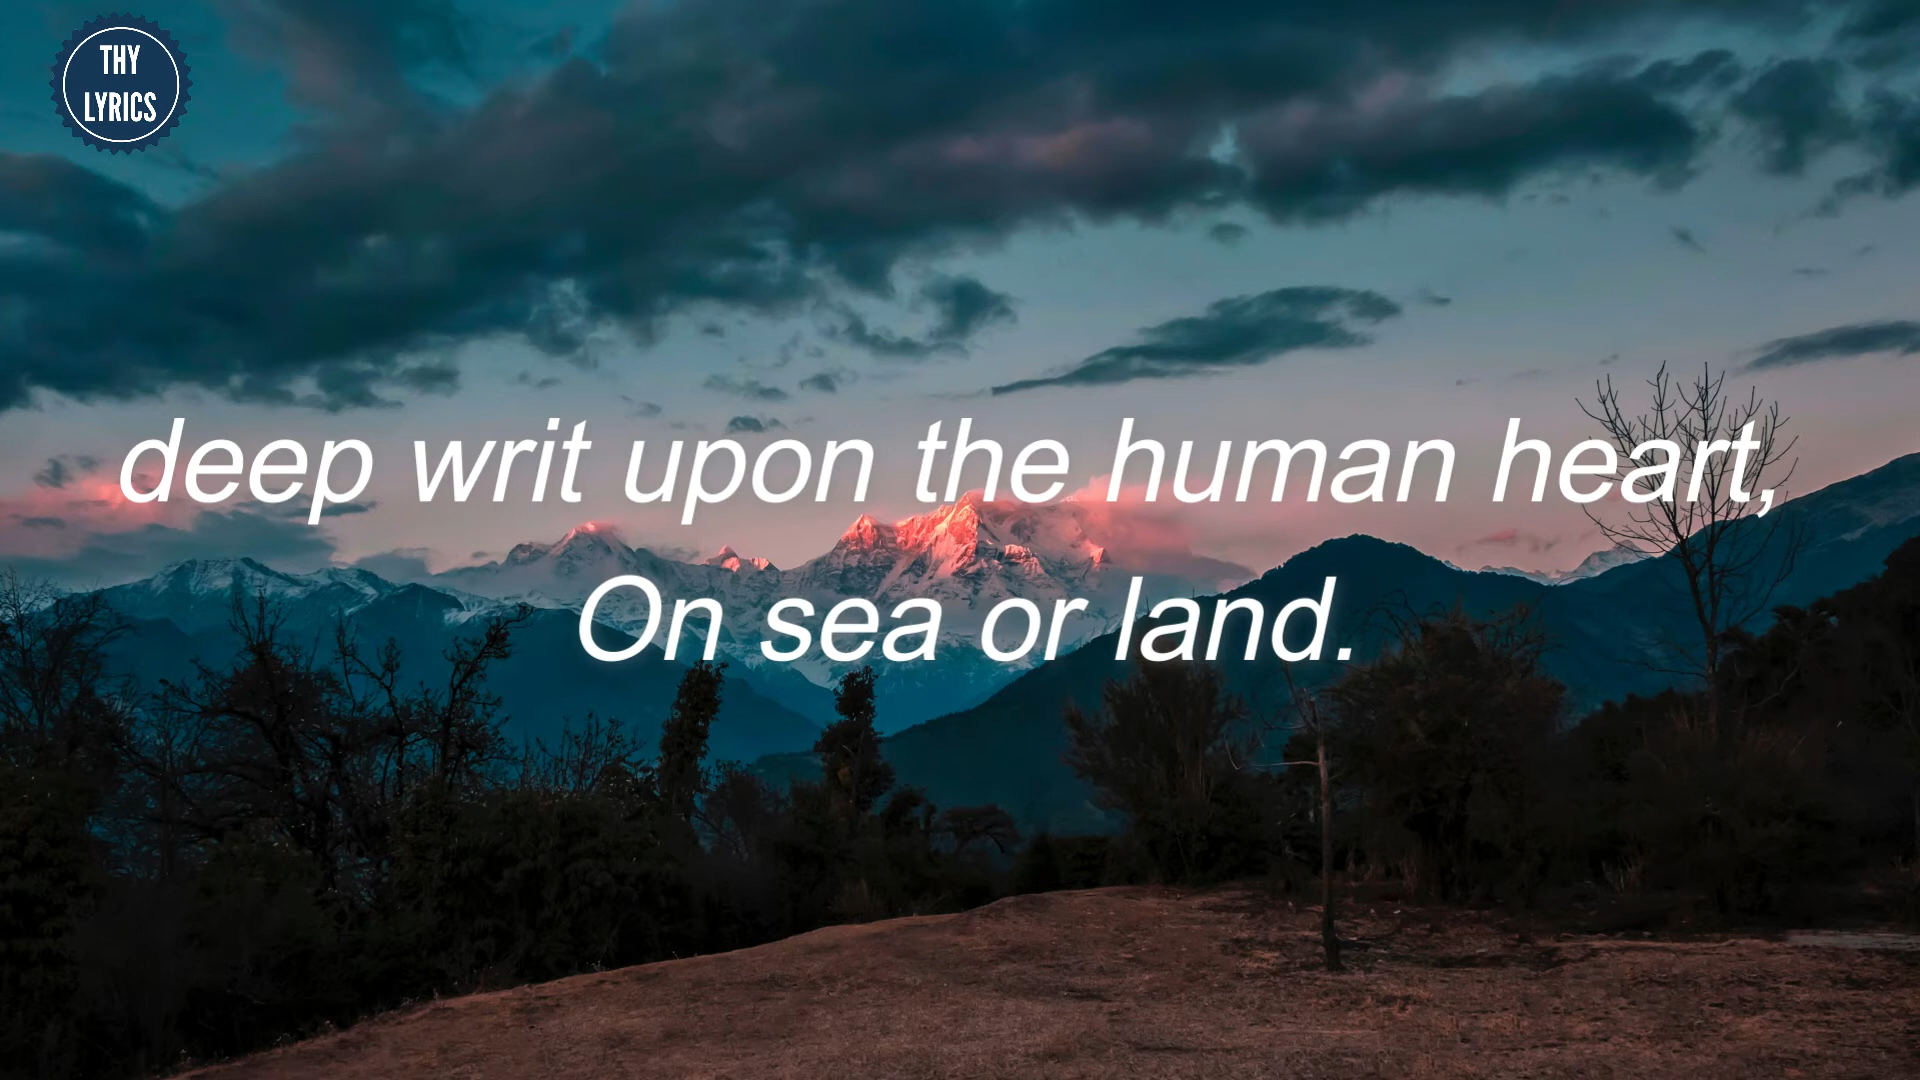 THY
LYRICS
deep writ upon the human heart,
On sea or land.